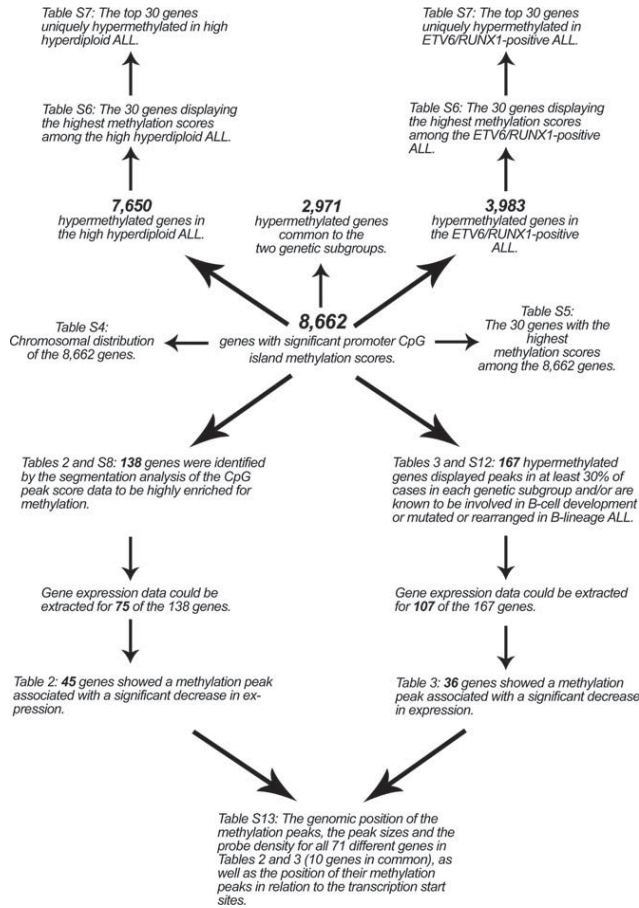 Table S7: The top 30 genes
uniquely hypermethylated in high
hyperdiploid ALL.
Table S7: The top 30 genes
uniquely hypermethylated in
ETV6/RUNX1-positive ALL.
Table S6: The 30 genes displaying
the highest methylation scores
among the high hyperdiploid ALL.
Table S6: The 30 genes
displaying the highest
methylation scores among
the ETV6/RUNX1-positive
ALL.
7,650
hypermethylated genes in
the high hyperdiploid ALL.
2,971
hypermethylated genes
common to the
two genetic subgroups.
3,983
hypermethylated genes in
the ETV6/RUNX1-positive
ALL.
Table S4:
Chromosomal distribution
of the 8,662 genes.
8,662
genes with significant promoter CpG
island methylation scores.
Table S5:
The 30 genes with the
highest
methylation scores
among the 8,662 genes.
Tables 2 and S8: 138 genes were identified
by the segmentation analysis of the CpG
peak score data to be highly enriched for
methylation.
Tables 3 and S12: 167 hypermethylated
genes displayed peaks in at least 30% of
cases in each genetic subgroup and/or are
known to be involved in B-cell development
or mutated or rearranged in B-lineage ALL.
Gene expression data could be
extracted for 75 of the 138 genes.
Gene expression data could be extracted
for 107 of the 167 genes.
Table 2: 45 genes showed a methylation peak
associated with a significant decrease in ex-
pression.
Table 3: 36 genes showed a methylation
peak associated with a significant decrease
in expression.
Table S13: The genomic position of the
methylation peaks, the peak sizes and the
probe density for all 71 different genes in
Tables 2 and 3 (10 genes in common), as
well as the position of their methylation
peaks in relation to the transcription start
sites.